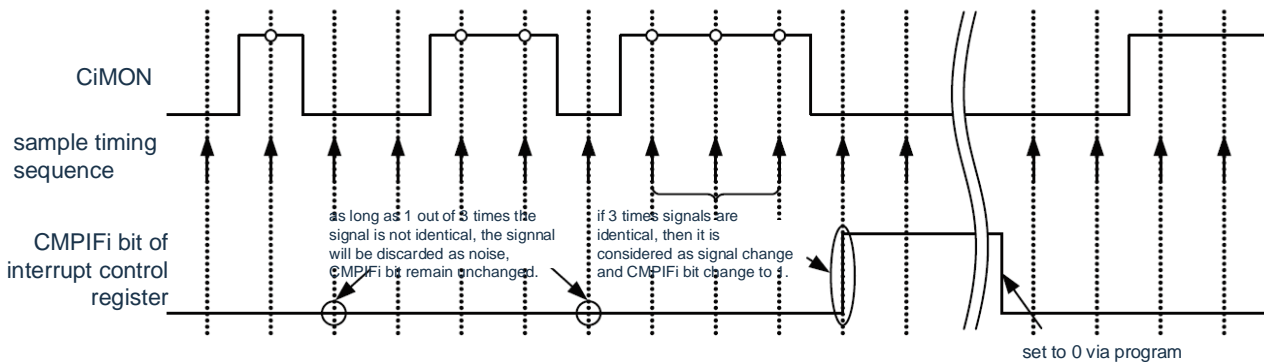 CiMON
sample timing
sequence
as long as 1 out of 3 times the
signal is not identical, the signnal
will be discarded as noise,
CMPIFi bit remain unchanged.
if 3 times signals are
identical, then it is
considered as signal change
and CMPIFi bit change to 1.
CMPIFi bit of
interrupt control
register
set to 0 via program